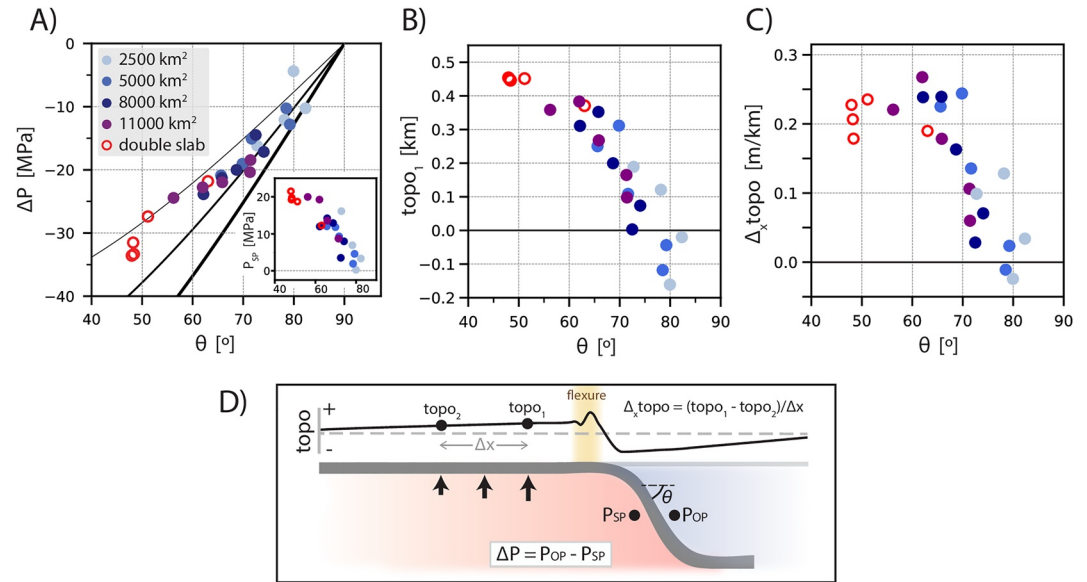 A)
ΔP [MPa]
0
-10
-20
-30
-40
2500 km²
5000 km²
8000 km²
11000 km²
double slab
P_SP [MPa]
20
10
0
40 60 80
40 50 60 70 80 90
θ [º]
B)
topo₁ [km]
0.5
0.4
0.3
0.2
0.1
0.0
-0.1
-0.2
40 50 60 70 80 90
θ [º]
C)
Δₓtopo [m/km]
0.3
0.2
0.1
0.0
40 50 60 70 80 90
θ [º]
D)
topo
+
-
topo₂
topo₁
flexure
Δₓtopo = (topo₁ - topo₂)/Δx
Δx
θ
P_SP
P_OP
ΔP = P_OP - P_SP